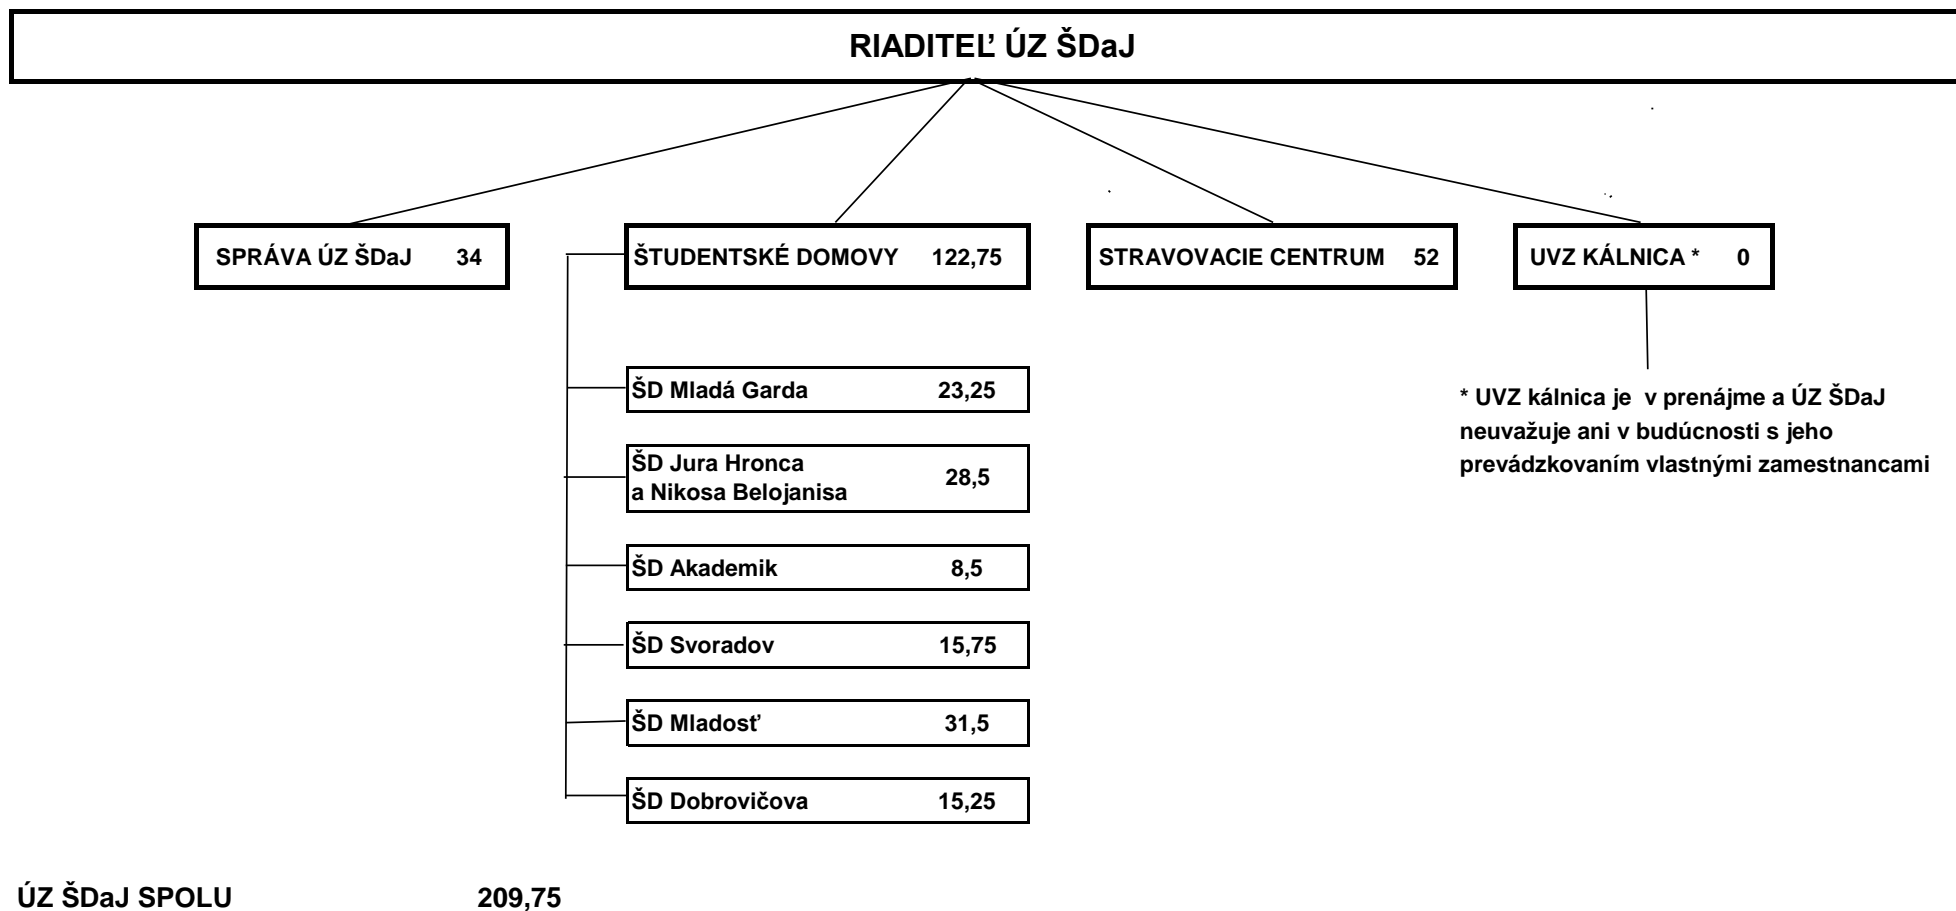 RIADITEĽ ÚZ ŠDaJ
SPRÁVA ÚZ ŠDaJ 34
ŠTUDENTSKÉ DOMOVY 122,75
STRAVOVACIE CENTRUM 52
UVZ KÁLNICA * 0
ŠD Mladá Garda 23,25
ŠD Jura Hronca
a Nikosa Belojanisa 28,5
ŠD Akademik 8,5
ŠD Svoradov 15,75
ŠD Mladosť 31,5
ŠD Dobrovičova 15,25
* UVZ kálnica je v prenájme a ÚZ ŠDaJ
neuvažuje ani v budúcnosti s jeho
prevádzkovaním vlastnými zamestnancami
ÚZ ŠDaJ SPOLU 209,75